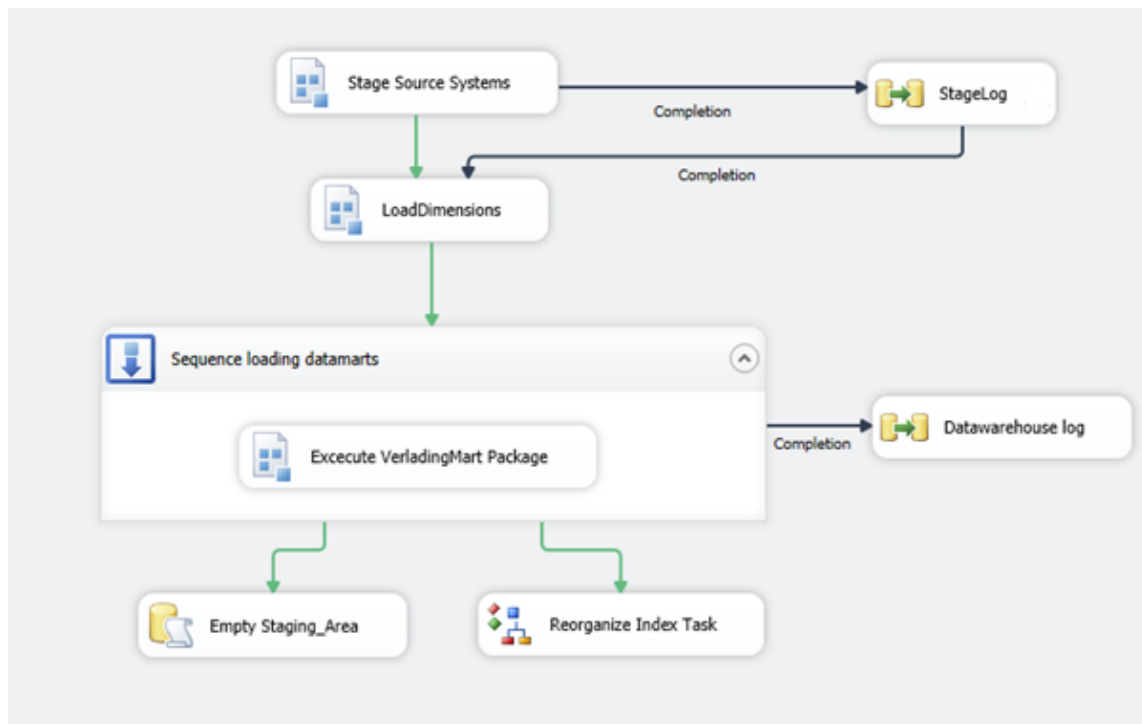 Stage Source Systems
StageLog
Completion
Completion
LoadDimensions
Sequence loading datamarts
Excecute VerladingMart Package
Datawarehouse log
Completion
Empty Staging_Area
Reorganize Index Task